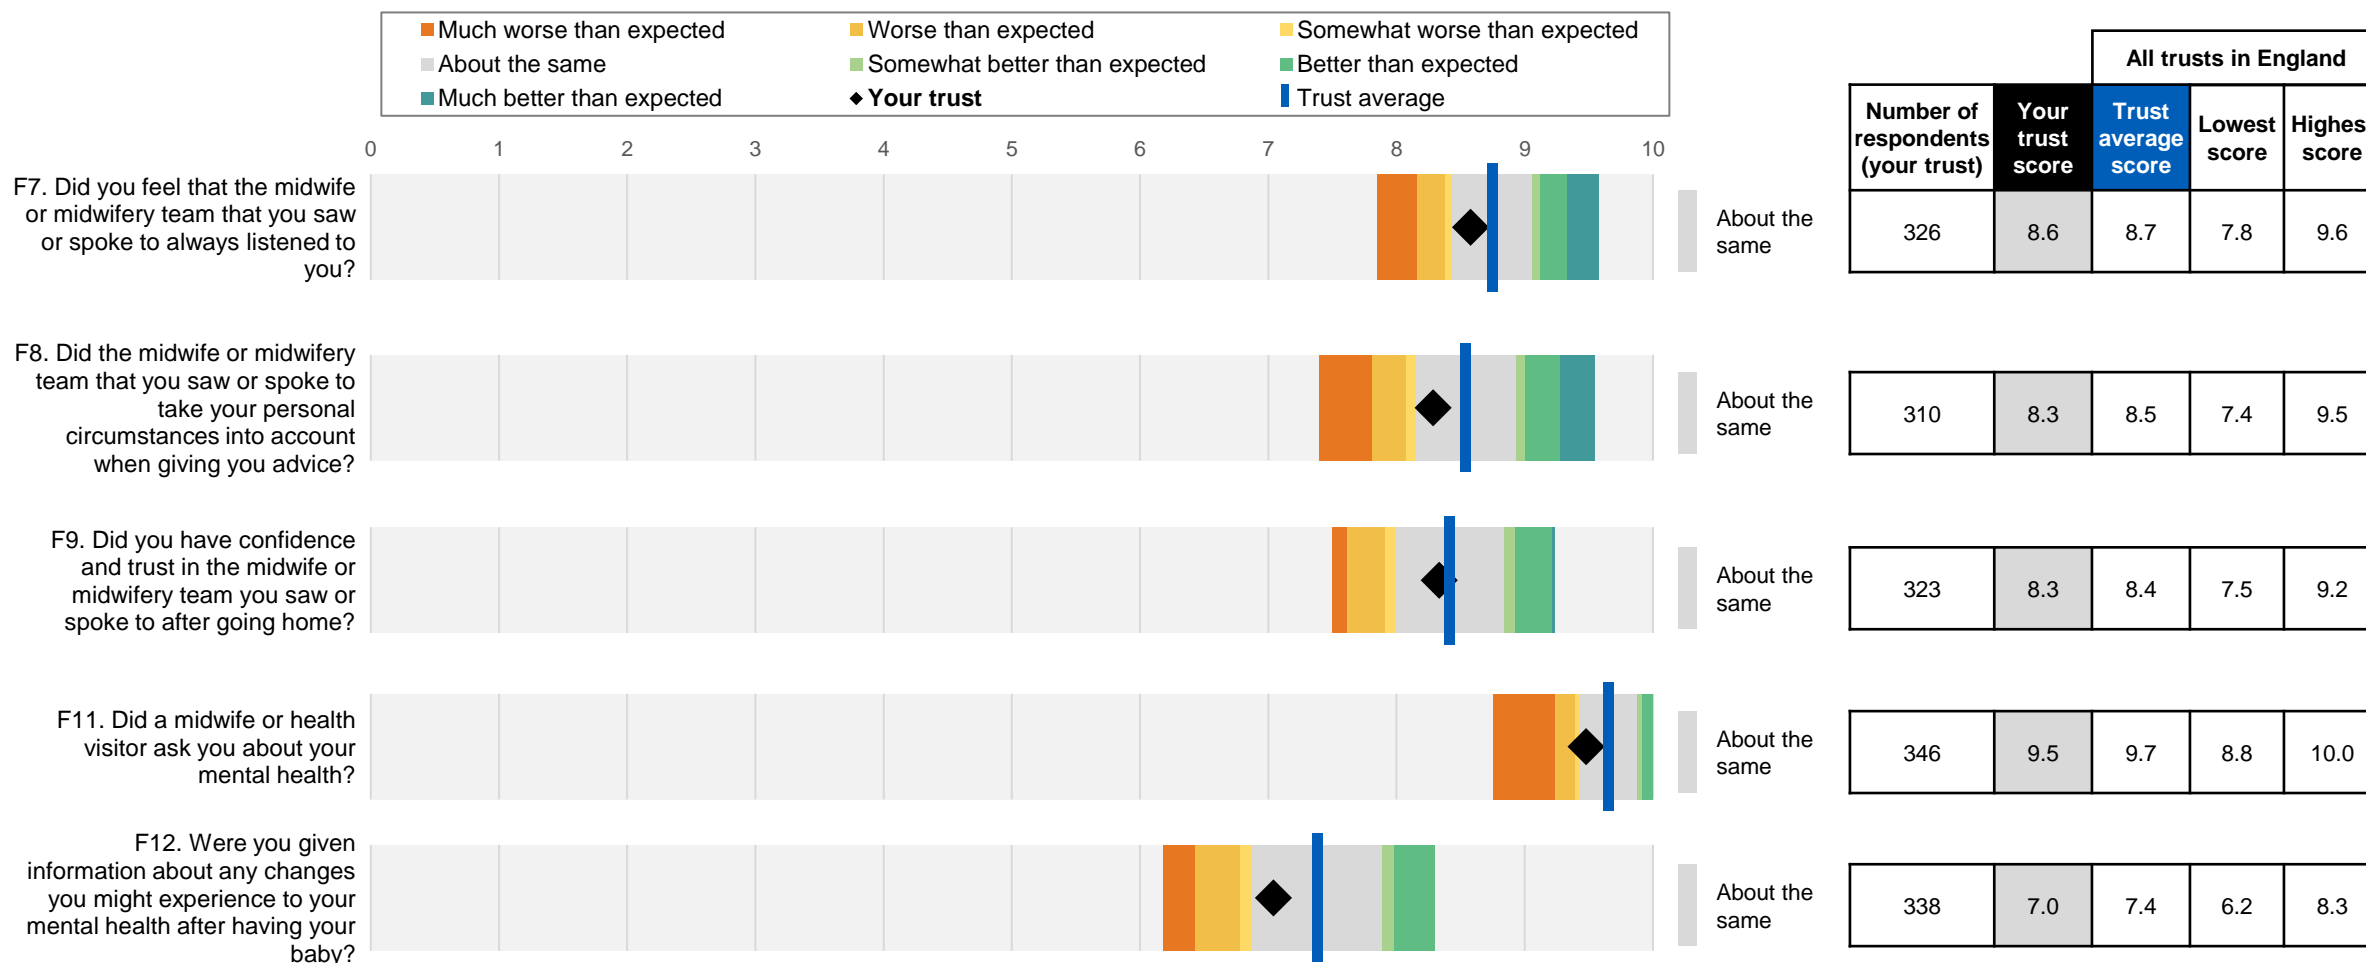 Much worse than expected
Worse than expected
Somewhat worse than expected
About the same
Somewhat better than expected
Better than expected
Much better than expected
Your trust
Trust average
All trusts in England
Number of
respondents
(your trust)
Your
trust
score
Trust
average
score
Lowest
score
Highes
score
0 1 2 3 4 5 6 7 8 9 10
F7. Did you feel that the midwife
or midwifery team that you saw
or spoke to always listened to
you?
About the
same
326 8.6 8.7 7.8 9.6
F8. Did the midwife or midwifery
team that you saw or spoke to
take your personal
circumstances into account
when giving you advice?
About the
same
310 8.3 8.5 7.4 9.5
F9. Did you have confidence
and trust in the midwife or
midwifery team you saw or
spoke to after going home?
About the
same
323 8.3 8.4 7.5 9.2
F11. Did a midwife or health
visitor ask you about your
mental health?
About the
same
346 9.5 9.7 8.8 10.0
F12. Were you given
information about any changes
you might experience to your
mental health after having your
baby?
About the
same
338 7.0 7.4 6.2 8.3